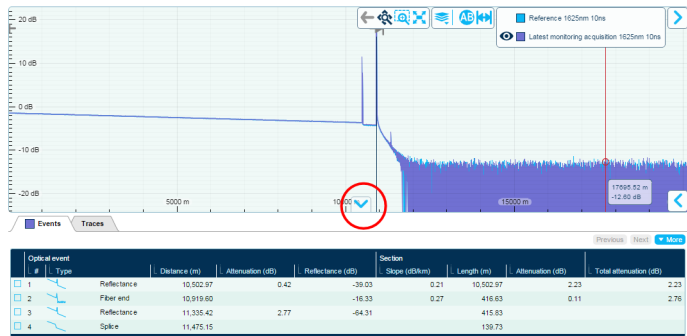 20 dB
10 dB
0 dB
-10 dB
-20 dB
AB
Reference 1625nm 10ns
Latest monitoring acquisition 1625nm 10ns
17695.52 m
-12.60 dB
5000 m
15000 m
Events Traces
Previous Next More
Optical event Section
# Type Distance (m) Attenuation (dB) Reflectance (dB) Slope (dB/km) Length (m) Attenuation (dB) Total attenuation (dB)
1 Reflectance 10,502.97 0.42 -39.03 0.21 10,502.97 2.23 2.23
2 Fiber end 10,919.60 -16.33 0.27 416.63 0.11 2.76
3 Reflectance 11,335.42 2.77 -64.31 415.83
4 Splice 11,475.15 139.73